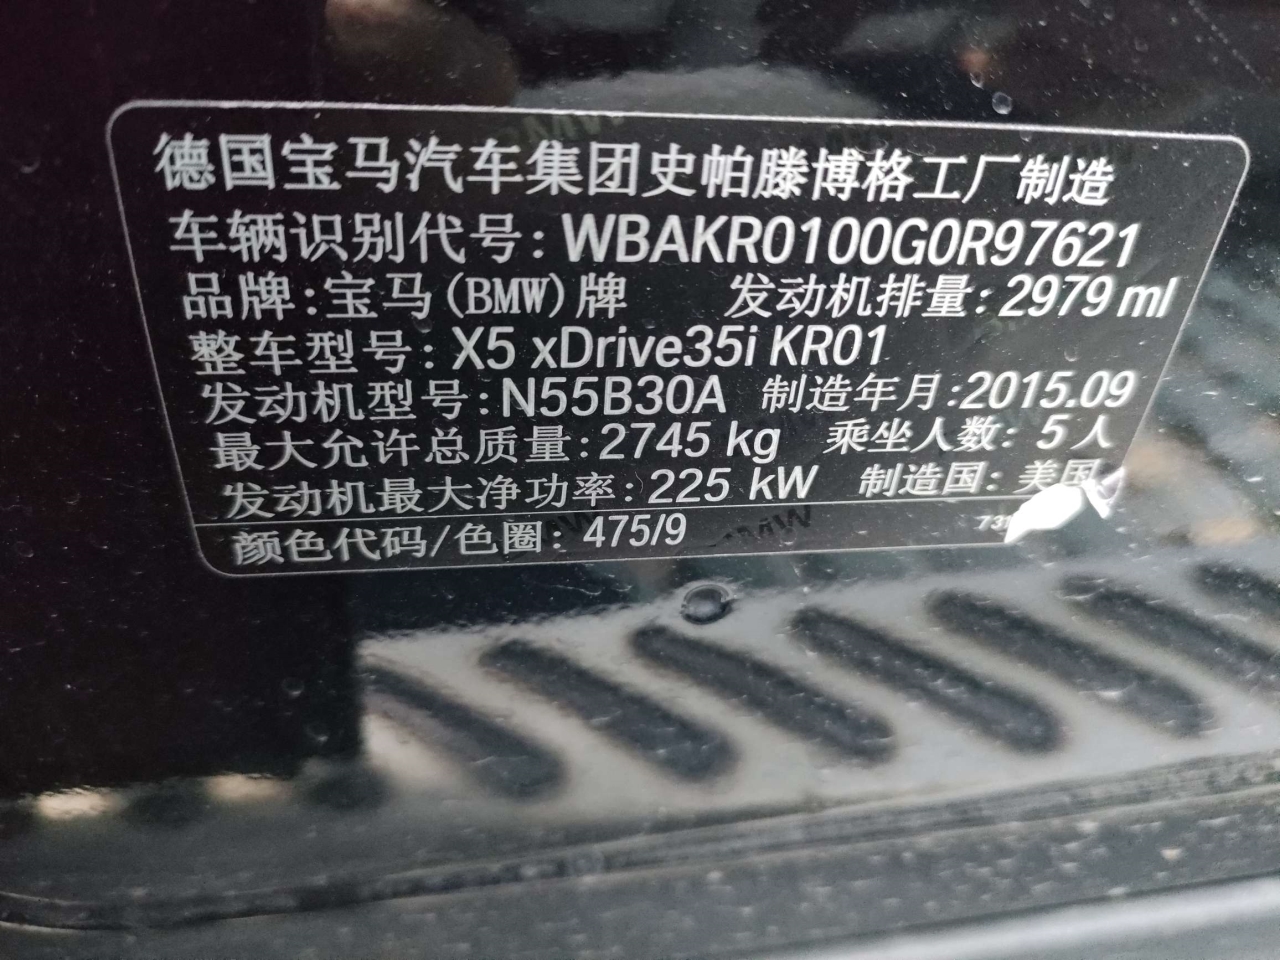 德国宝马汽车集团史帕滕博格工厂制造
车辆识别代号:WBAKR0100G0R97621
品牌:宝马(BMW)牌 发动机排量:2979 ml
整车型号:X5 xDrive35i KR01
发动机型号:N55B30A 制造年月:2015.09
最大允许总质量:2745 kg 乘坐人数:5人
发动机最大净功率:225 kW 制造国:美国
颜色代码/色圈:475/9